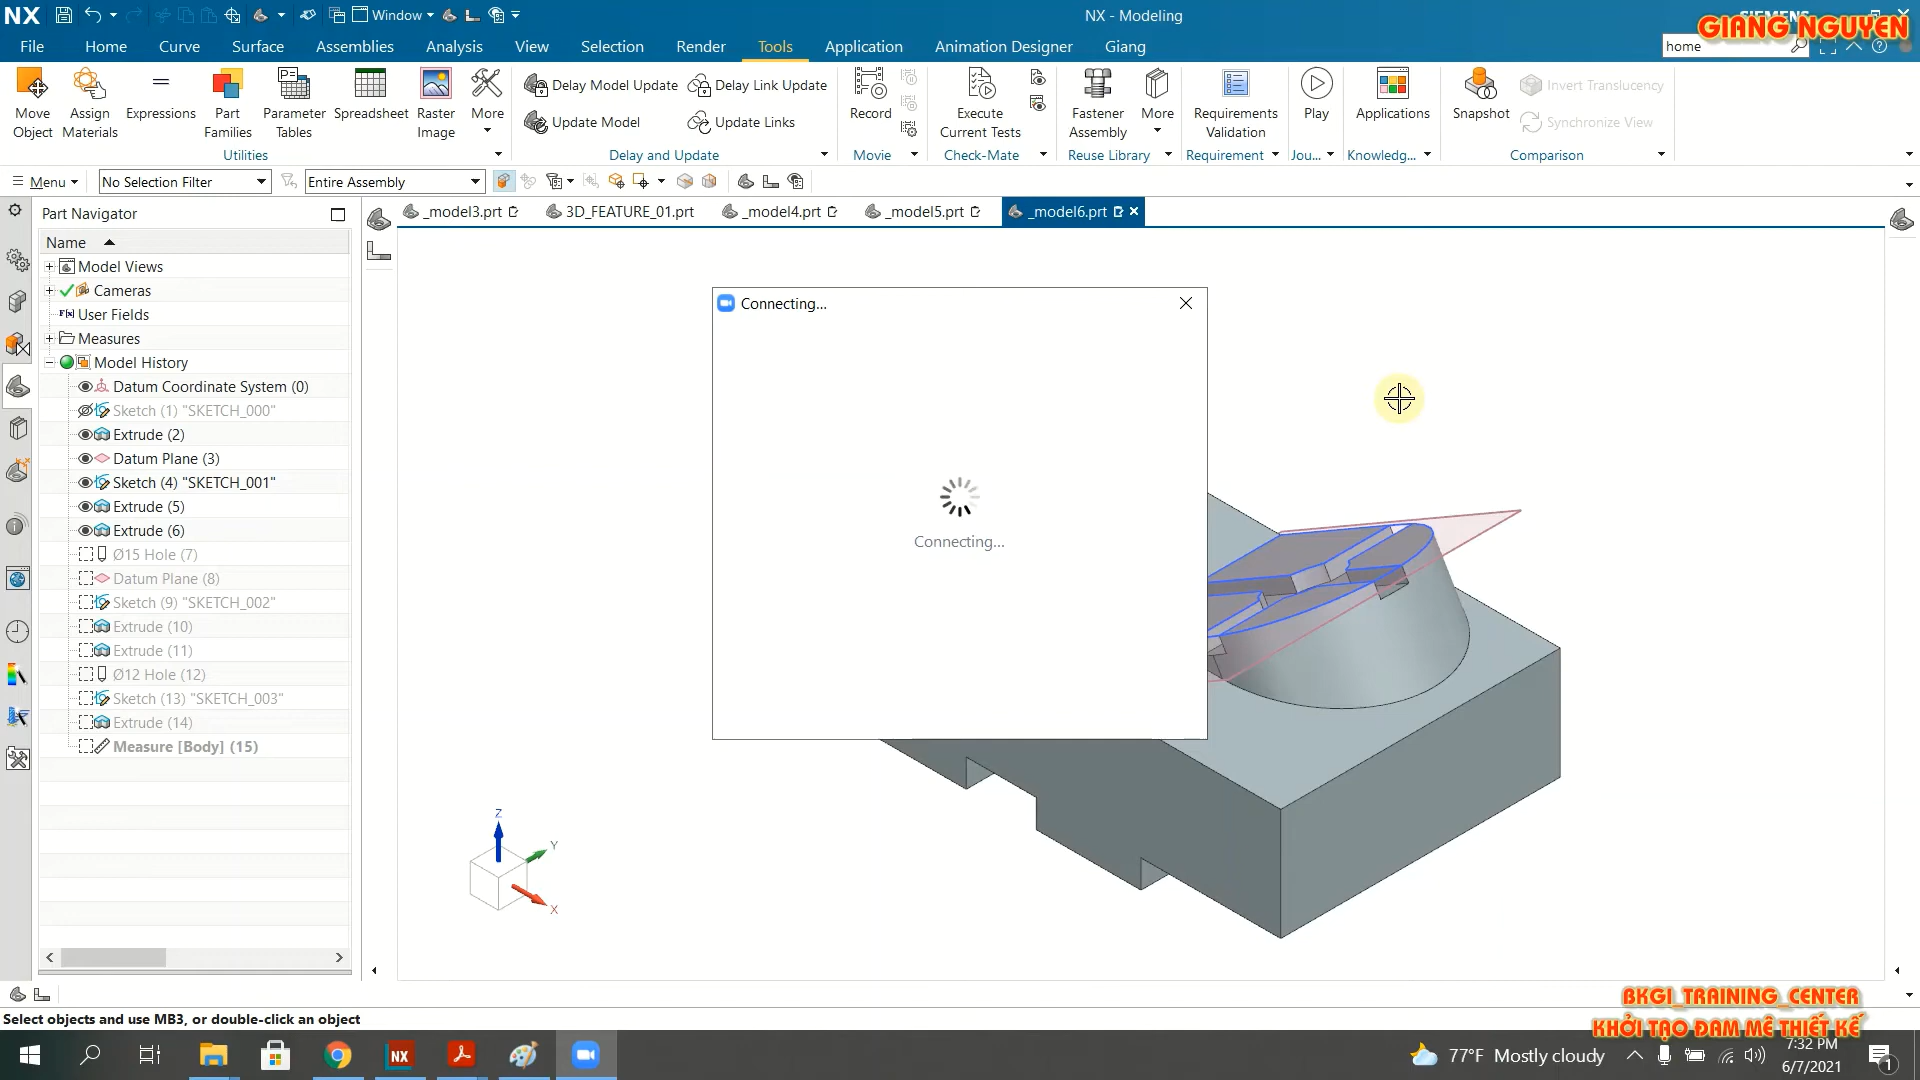 NX
Window
NX - Modeling
SIEMENS
GIANG NGUYEN
File Home Curve Surface Assemblies Analysis View Selection Render Tools Application Animation Designer Giang
home
Move Object
Assign Materials
Expressions
Part Families
Parameter Tables
Spreadsheet
Raster Image
More
Delay Model Update
Delay Link Update
Update Model
Update Links
Record
Execute Current Tests
Fastener Assembly
More
Requirements Validation
Play
Applications
Snapshot
Invert Translucency
Synchronize View
Utilities
Delay and Update
Movie
Check-Mate
Reuse Library
Requirement
Jou...
Knowledg...
Comparison
Menu
No Selection Filter
Entire Assembly
Part Navigator
_model3.prt
3D_FEATURE_01.prt
_model4.prt
_model5.prt
_model6.prt
Name
Model Views
Cameras
User Fields
Measures
Model History
Datum Coordinate System (0)
Sketch (1) "SKETCH_000"
Extrude (2)
Datum Plane (3)
Sketch (4) "SKETCH_001"
Extrude (5)
Extrude (6)
Ø15 Hole (7)
Datum Plane (8)
Sketch (9) "SKETCH_002"
Extrude (10)
Extrude (11)
Ø12 Hole (12)
Sketch (13) "SKETCH_003"
Extrude (14)
Measure [Body] (15)
Connecting...
Connecting...
Z
Y
X
Select objects and use MB3, or double-click an object
BKGI_TRAINING_CENTER
KHỞI TẠO ĐAM MÊ THIẾT KẾ
NX
77°F Mostly cloudy
7:32 PM
6/7/2021
1